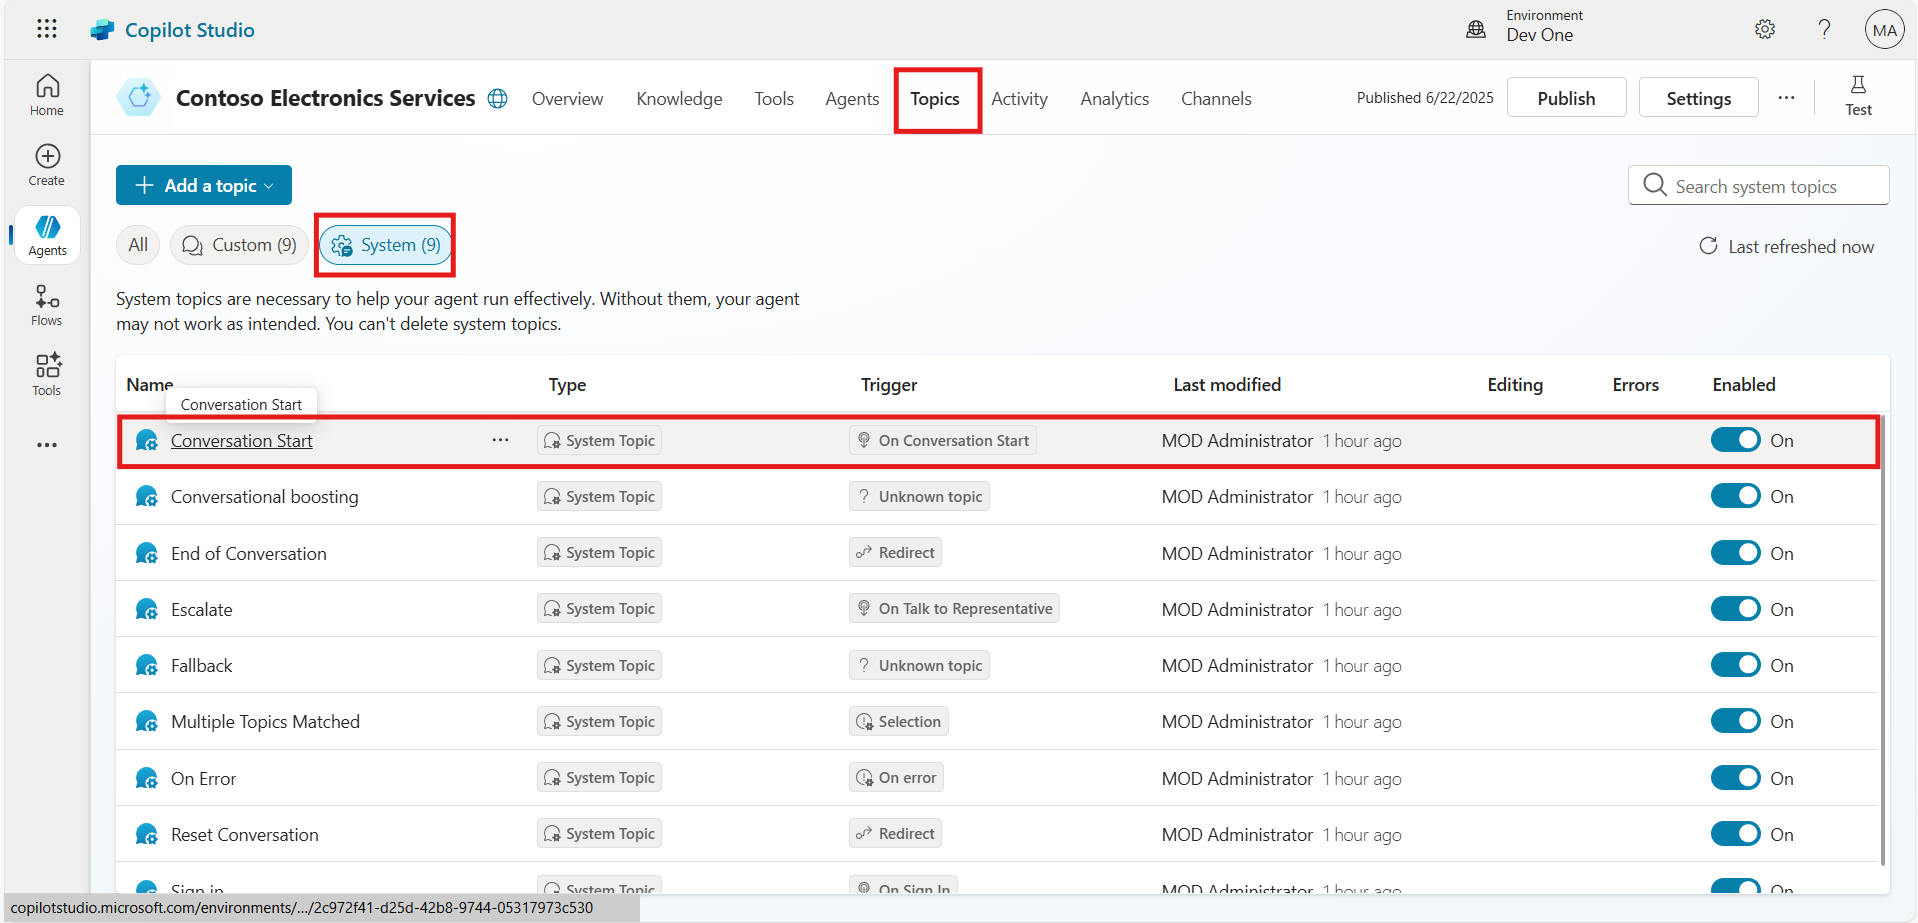 Copilot Studio
Environment
Dev One
?
MA
Home
Create
Agents
Flows
Tools
Contoso Electronics Services
Overview
Knowledge
Tools
Agents
Topics
Activity
Analytics
Channels
Published 6/22/2025
Publish
Settings
Test
Add a topic
Search system topics
All
Custom (9)
System (9)
Last refreshed now
System topics are necessary to help your agent run effectively. Without them, your agent
may not work as intended. You can't delete system topics.
Name Type Trigger Last modified Editing Errors Enabled
Conversation Start
Conversation Start ... System Topic On Conversation Start MOD Administrator 1 hour ago On
Conversational boosting System Topic ? Unknown topic MOD Administrator 1 hour ago On
End of Conversation System Topic Redirect MOD Administrator 1 hour ago On
Escalate System Topic On Talk to Representative MOD Administrator 1 hour ago On
Fallback System Topic ? Unknown topic MOD Administrator 1 hour ago On
Multiple Topics Matched System Topic Selection MOD Administrator 1 hour ago On
On Error System Topic On error MOD Administrator 1 hour ago On
Reset Conversation System Topic Redirect MOD Administrator 1 hour ago On
Sign in System Topic On Sign In MOD Administrator 1 hour ago On
copilotstudio.microsoft.com/environments/.../2c972f41-d25d-42b8-9744-05317973c530